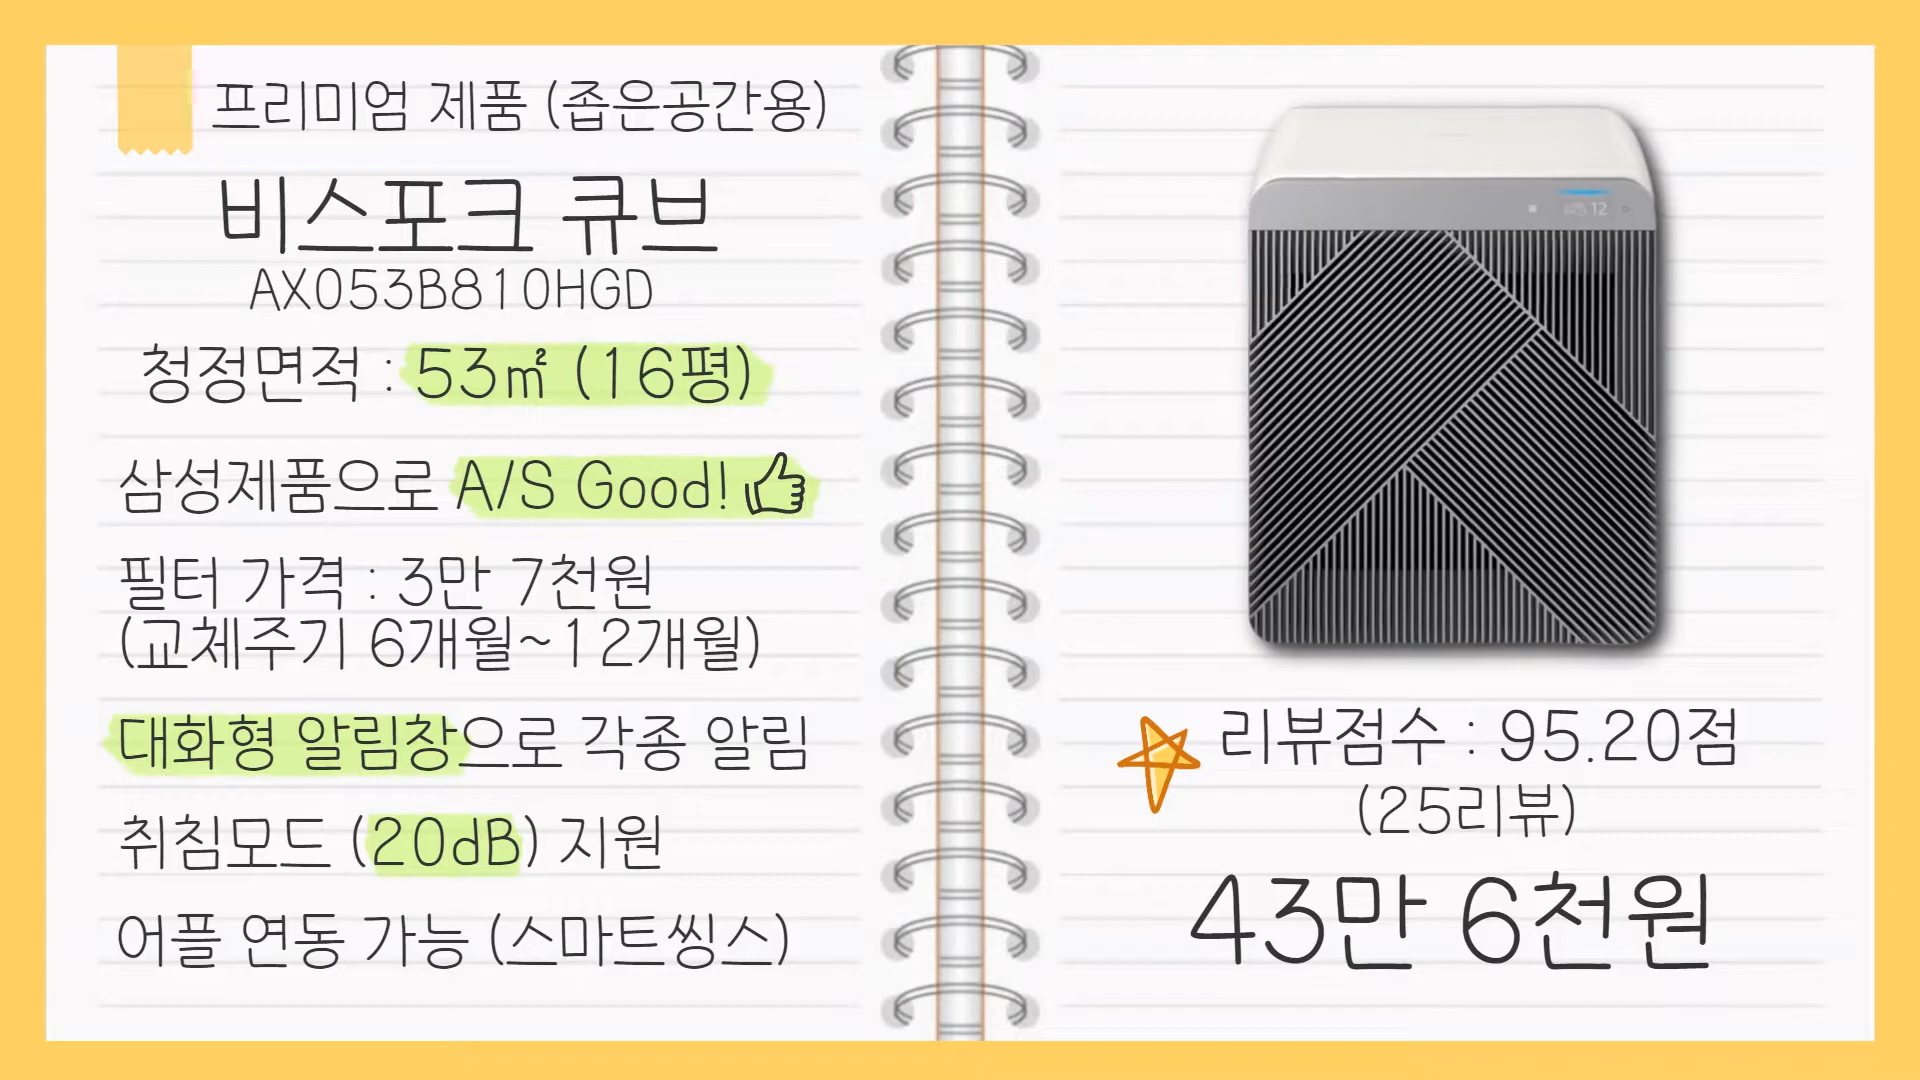 프리미엄 제품 (좁은공간용)
비스포크 큐브
AX053B810HGD
청정면적 : 53㎡ (16평)
삼성제품으로 A/S Good!
필터 가격 : 3만 7천원
(교체주기 6개월~12개월)
대화형 알림창으로 각종 알림
취침모드 (20dB) 지원
어플 연동 가능 (스마트씽스)
12
리뷰점수 : 95.20점
(25리뷰)
43만 6천원